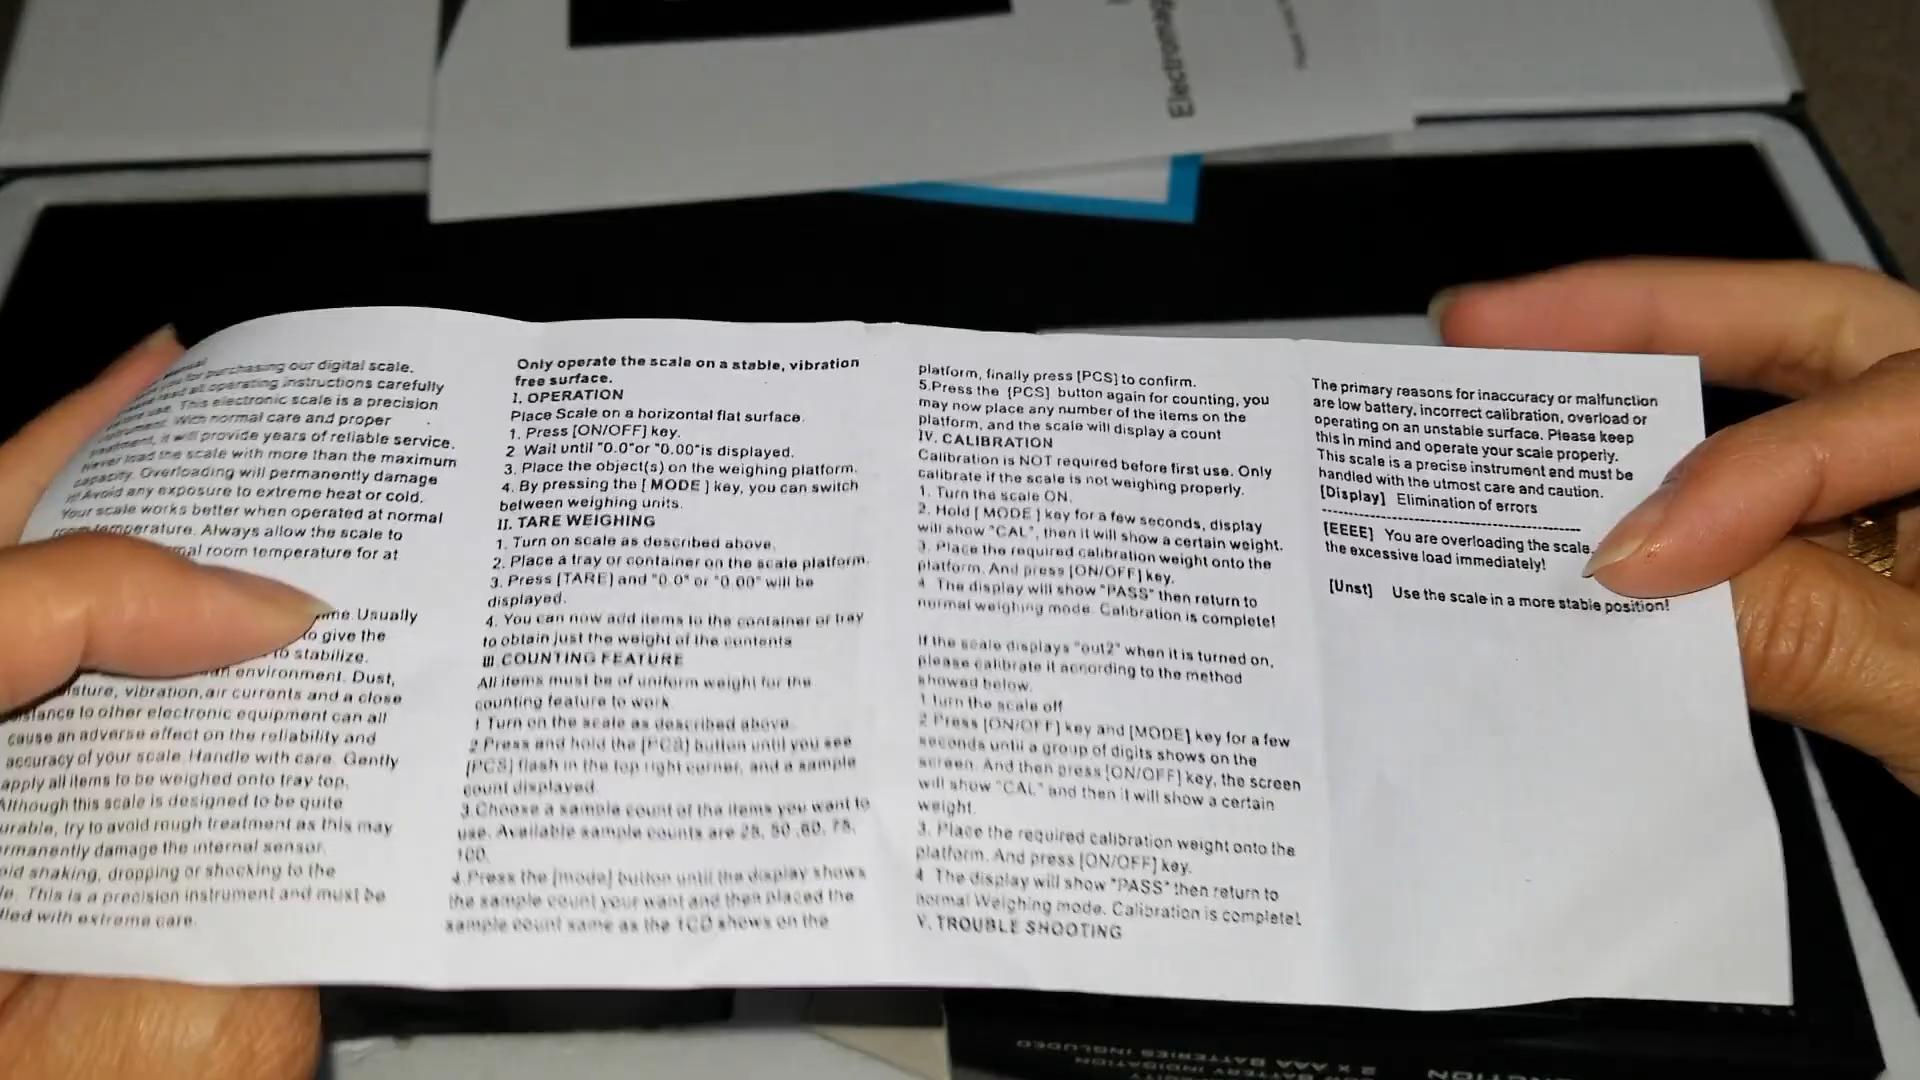 purchasing our digital scale.
all operating instructions carefully
use. This electronic scale is a precision
instrument. With normal care and proper
treatment, it will provide years of reliable service.
Never load the scale with more than the maximum
capacity. Overloading will permanently damage
it! Avoid any exposure to extreme heat or cold.
Your scale works better when operated at normal
room temperature. Always allow the scale to
room temperature for at
Usually
to give the
to stabilize.
environment. Dust,
vibration, air currents and a close
to other electronic equipment can all
cause an adverse effect on the reliability and
accuracy of your scale. Handle with care. Gently
apply all items to be weighed onto tray top.
Although this scale is designed to be quite
try to avoid rough treatment as this may
damage the internal sensor.
shaking, dropping or shocking to the
This is a precision instrument and must be
with extreme care.
Only operate the scale on a stable, vibration
free surface.
I. OPERATION
Place Scale on a horizontal flat surface.
1. Press [ON/OFF] key.
2 Wait until "0.0"or "0.00"is displayed.
3. Place the object(s) on the weighing platform.
4. By pressing the [ MODE ] key, you can switch
between weighing units.
II. TARE WEIGHING
1. Turn on scale as described above.
2. Place a tray or container on the scale platform.
3. Press [TARE] and "0.0" or "0.00" will be
displayed.
4. You can now add items to the container or tray
to obtain just the weight of the contents
III COUNTING FEATURE
All items must be of uniform weight for the
counting feature to work.
1 Turn on the scale as described above.
2 Press and hold the [PCS] button until you see
[PCS] flash in the top right corner, and a sample
count displayed.
3.Choose a sample count of the items you want to
use. Available sample counts are 25, 50 ,60, 75,
100.
4.Press the [mode] button until the display shows
the sample count your want and then placed the
sample count same as the 1CD shows on the
platform, finally press [PCS] to confirm.
5.Press the [PCS] button again for counting, you
may now place any number of the items on the
platform, and the scale will display a count
IV. CALIBRATION
Calibration is NOT required before first use. Only
calibrate if the scale is not weighing properly.
1. Turn the scale ON.
2. Hold [ MODE ] key for a few seconds, display
will show "CAL", then it will show a certain weight.
3. Place the required calibration weight onto the
platform. And press [ON/OFF] key.
4 The display will show "PASS" then return to
normal weighing mode. Calibration is complete!
If the scale displays "out2" when it is turned on,
please calibrate it according to the method
showed below.
1 turn the scale off
2 Press [ON/OFF] key and [MODE] key for a few
seconds until a group of digits shows on the
screen. And then press [ON/OFF] key, the screen
will show "CAL" and then it will show a certain
weight.
3. Place the required calibration weight onto the
platform. And press [ON/OFF] key.
4 The display will show "PASS" then return to
normal Weighing mode. Calibration is complete!
V. TROUBLE SHOOTING
The primary reasons for inaccuracy or malfunction
are low battery, incorrect calibration, overload or
operating on an unstable surface. Please keep
this in mind and operate your scale properly.
This scale is a precise instrument and must be
handled with the utmost care and caution.
[Display] Elimination of errors
[EEEE] You are overloading the scale.
the excessive load immediately!
[Unst] Use the scale in a more stable position!
2 X AAA BATTERIES INCLUDED
BATTERY INDICATION